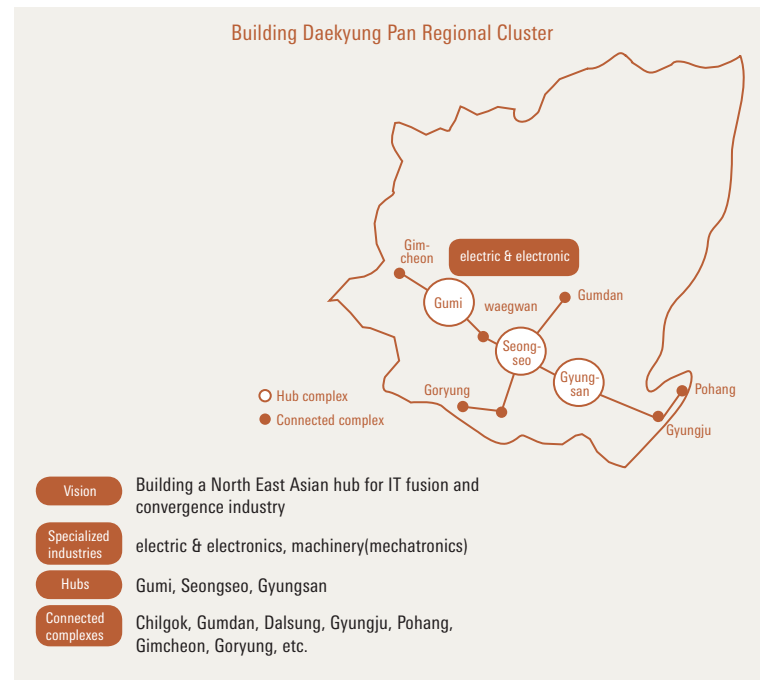 Building Daekyung Pan Regional Cluster
Gim-
cheon
electric & electronic
Gumi
waegwan
Gumdan
Seong-
seo
Gyung-
san
Goryung
Pohang
Gyungju
Hub complex
Connected complex
Vision
Building a North East Asian hub for IT fusion and
convergence industry
Specialized
industries
electric & electronics, machinery(mechatronics)
Hubs
Gumi, Seongseo, Gyungsan
Connected
complexes
Chilgok, Gumdan, Dalsung, Gyungju, Pohang,
Gimcheon, Goryung, etc.